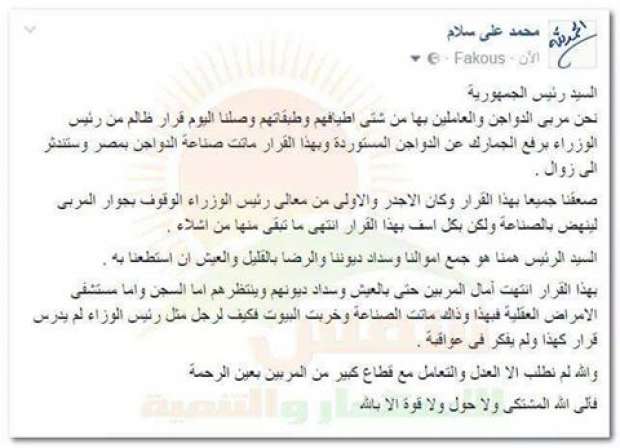 محمد على سلام
الآن · Fakous ·
السيد رئيس الجمهورية
نحن مربى الدواجن والعاملين بها من شتى اطيافهم وطبقاتهم وصلنا اليوم قرار ظالم من رئيس
الوزراء برفع الجمارك عن الدواجن المستوردة وبهذا القرار ماتت صناعة الدواجن بمصر وستندثر
الى زوال .
صعقنا جميعا بهذا القرار وكان الاجدر والاولى من معالى رئيس الوزراء الوقوف بجوار المربى
لينهض بالصناعة ولكن بكل اسف بهذا القرار انتهى ما تبقى منها من اشلاء .
السيد الرئيس همنا هو جمع اموالنا وسداد ديوننا والرضا بالقليل والعيش ان استطعنا به .
بهذا القرار انتهت أمال المربين حتى بالعيش وسداد ديونهم وينتظرهم اما السجن واما مستشفى
الامراض العقلية فبهذا وذاك ماتت الصناعة وخربت البيوت فكيف لرجل مثل رئيس الوزاء لم يدرس
قرار كهذا ولم يفكر فى عواقبة .
والله لم نطلب الا العدل والتعامل مع قطاع كبير من المربين بعين الرحمة
فألى الله المشتكى ولا حول ولا قوة الا بالله